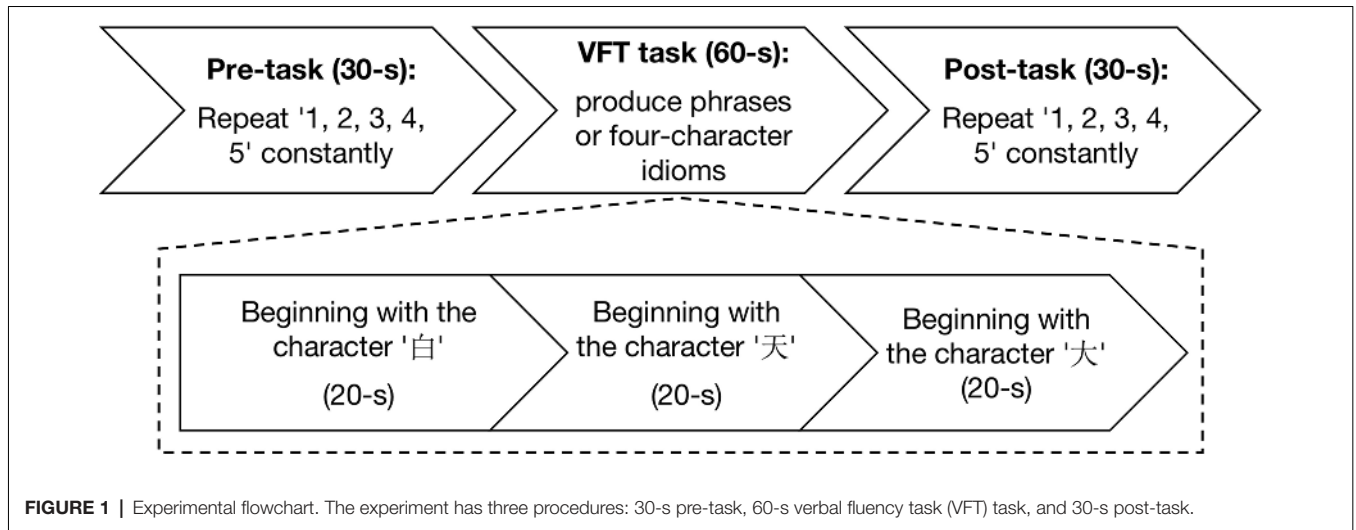 Pre-task (30-s):
Repeat '1, 2, 3, 4,
5' constantly
VFT task (60-s):
produce phrases
or four-character
idioms
Post-task (30-s):
Repeat '1, 2, 3, 4,
5' constantly
Beginning with the
character '白'
(20-s)
Beginning with
the character '天'
(20-s)
Beginning with
the character '大'
(20-s)
FIGURE 1 | Experimental flowchart. The experiment has three procedures: 30-s pre-task, 60-s verbal fluency task (VFT) task, and 30-s post-task.